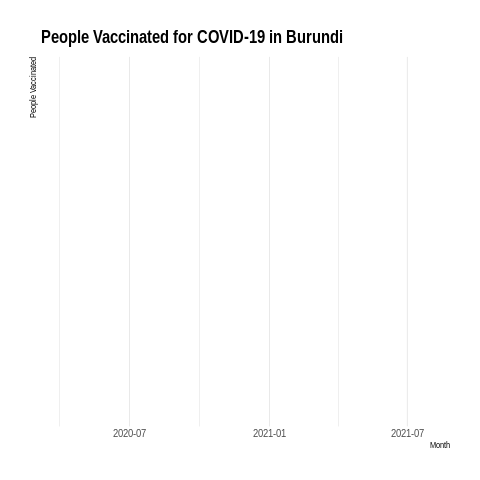 People Vaccinated for COVID-19 in Burundi
People Vaccinated
2020-07
2021-01
2021-07
Month